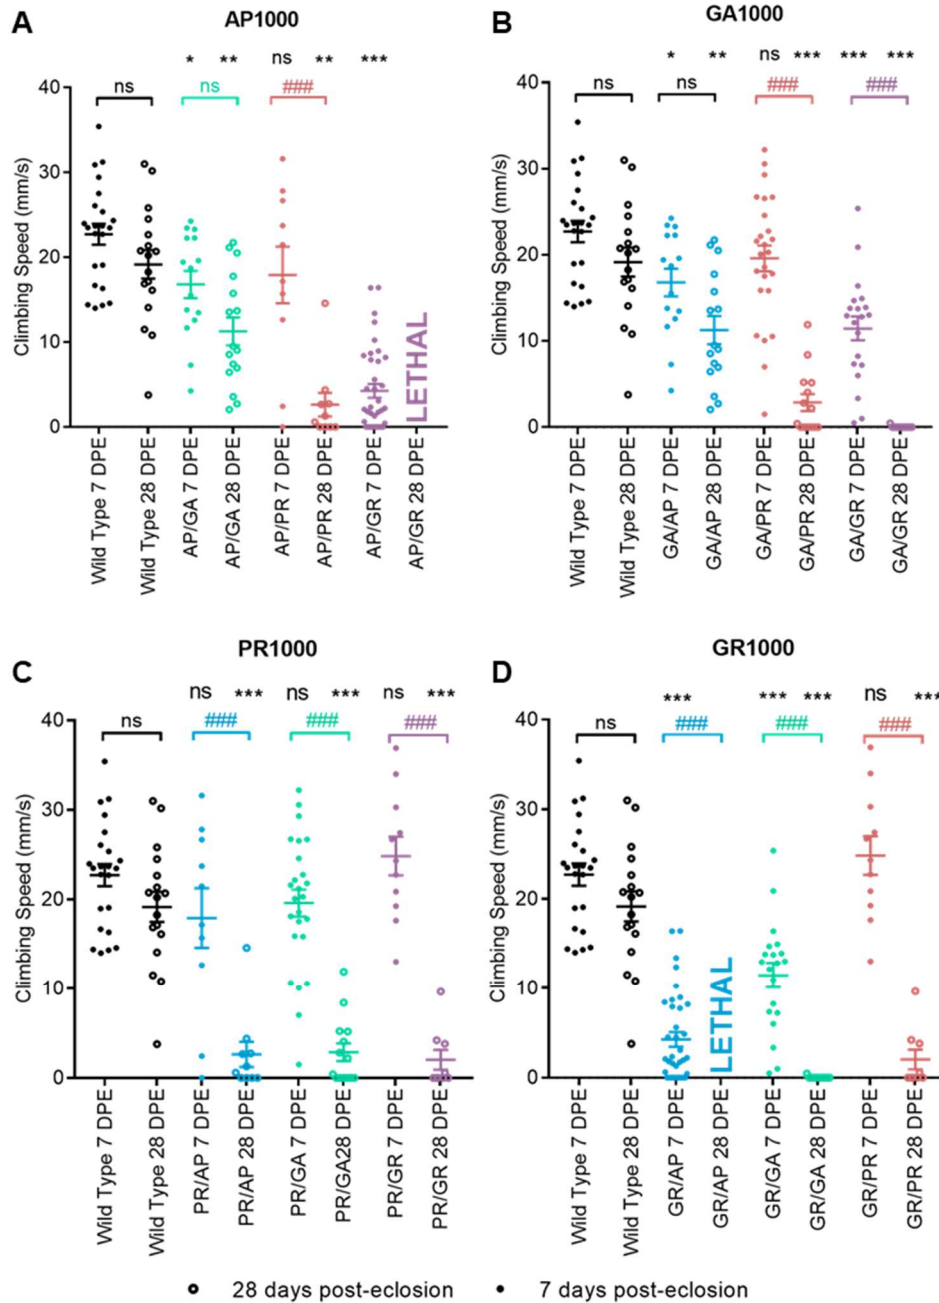 A
AP1000
ns * ** ns ** ***
ns ns ###
Climbing Speed (mm/s)
40
30
20
10
0
LETHAL
Wild Type 7 DPE
Wild Type 28 DPE
AP/GA 7 DPE
AP/GA 28 DPE
AP/PR 7 DPE
AP/PR 28 DPE
AP/GR 7 DPE
AP/GR 28 DPE
B
GA1000
* ** ns *** *** ***
ns ns ### ###
Climbing Speed (mm/s)
40
30
20
10
0
Wild Type 7 DPE
Wild Type 28 DPE
GA/AP 7 DPE
GA/AP 28 DPE
GA/PR 7 DPE
GA/PR 28 DPE
GA/GR 7 DPE
GA/GR 28 DPE
C
PR1000
ns *** ns *** ns ***
ns ### ### ###
Climbing Speed (mm/s)
40
30
20
10
0
Wild Type 7 DPE
Wild Type 28 DPE
PR/AP 7 DPE
PR/AP 28 DPE
PR/GA 7 DPE
PR/GA28 DPE
PR/GR 7 DPE
PR/GR 28 DPE
D
GR1000
*** *** *** ns ***
ns ### ### ###
Climbing Speed (mm/s)
40
30
20
10
0
LETHAL
Wild Type 7 DPE
Wild Type 28 DPE
GR/AP 7 DPE
GR/AP 28 DPE
GR/GA 7 DPE
GR/GA 28 DPE
GR/PR 7 DPE
GR/PR 28 DPE
28 days post-eclosion
7 days post-eclosion